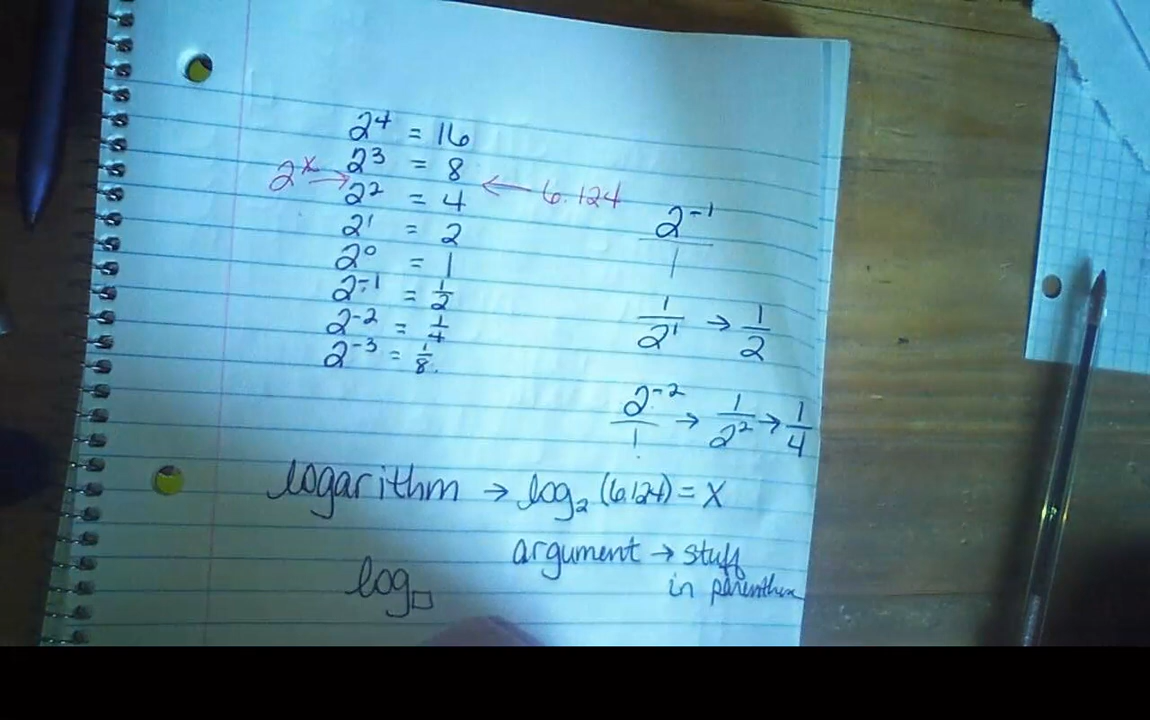 2⁴ = 16
2³ = 8
2ˣ → ← 6.124
2² = 4
2¹ = 2
2⁰ = 1
2⁻¹ = 1/2
2⁻² = 1/4
2⁻³ = 1/8
2⁻¹/1
1/2¹ → 1/2
2⁻²/1 → 1/2² → 1/4
logarithm → log₂ (6.124) = x
argument → stuff
in parenthes
log□